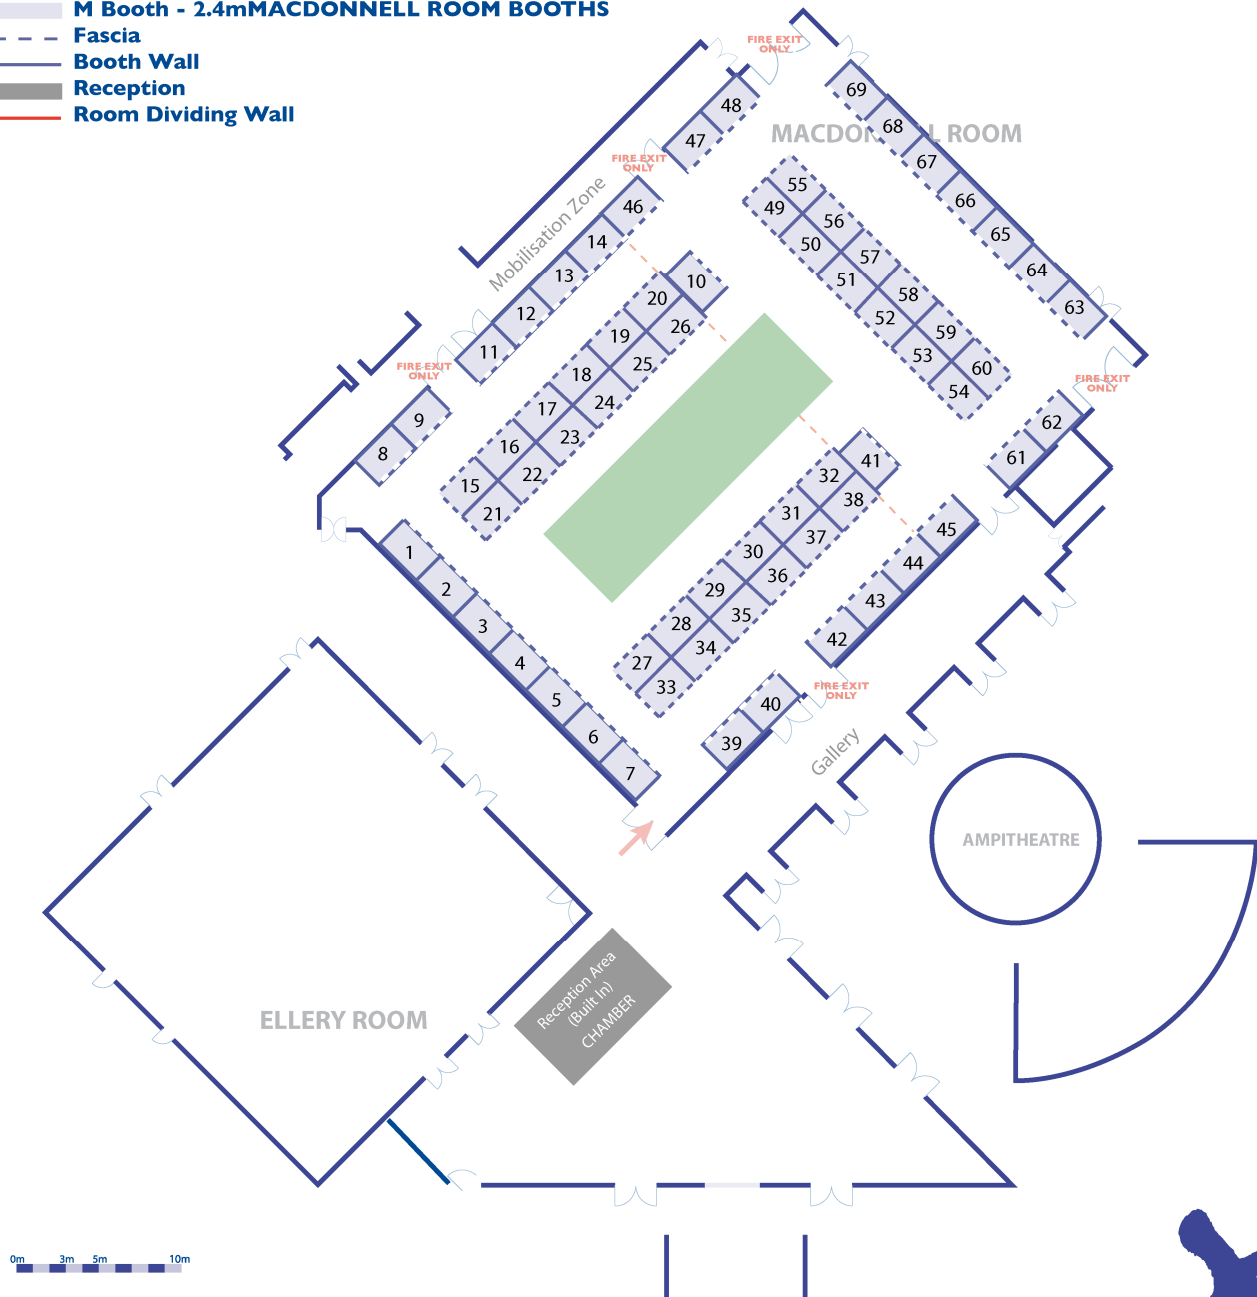 M Booth - 2.4mMACDONNELL ROOM BOOTHS
Fascia
Booth Wall
Reception
Room Dividing Wall
FIRE EXIT
ONLY
48
47
69
68
67
66
65
64
63
MACDONNELL ROOM
FIRE EXIT
ONLY
Mobilisation Zone
46
14
13
12
11
55
49
56
50
57
51
58
52
59
53
60
54
10
20
26
19
25
18
24
17
23
16
22
15
21
FIRE EXIT
ONLY
9
8
FIRE EXIT
ONLY
62
61
41
32
38
31
37
30
36
29
35
28
34
27
33
45
44
43
42
1
2
3
4
5
6
7
40
39
FIRE EXIT
ONLY
Gallery
AMPITHEATRE
ELLERY ROOM
Reception Area
(Built In)
CHAMBER
0m 3m 5m 10m